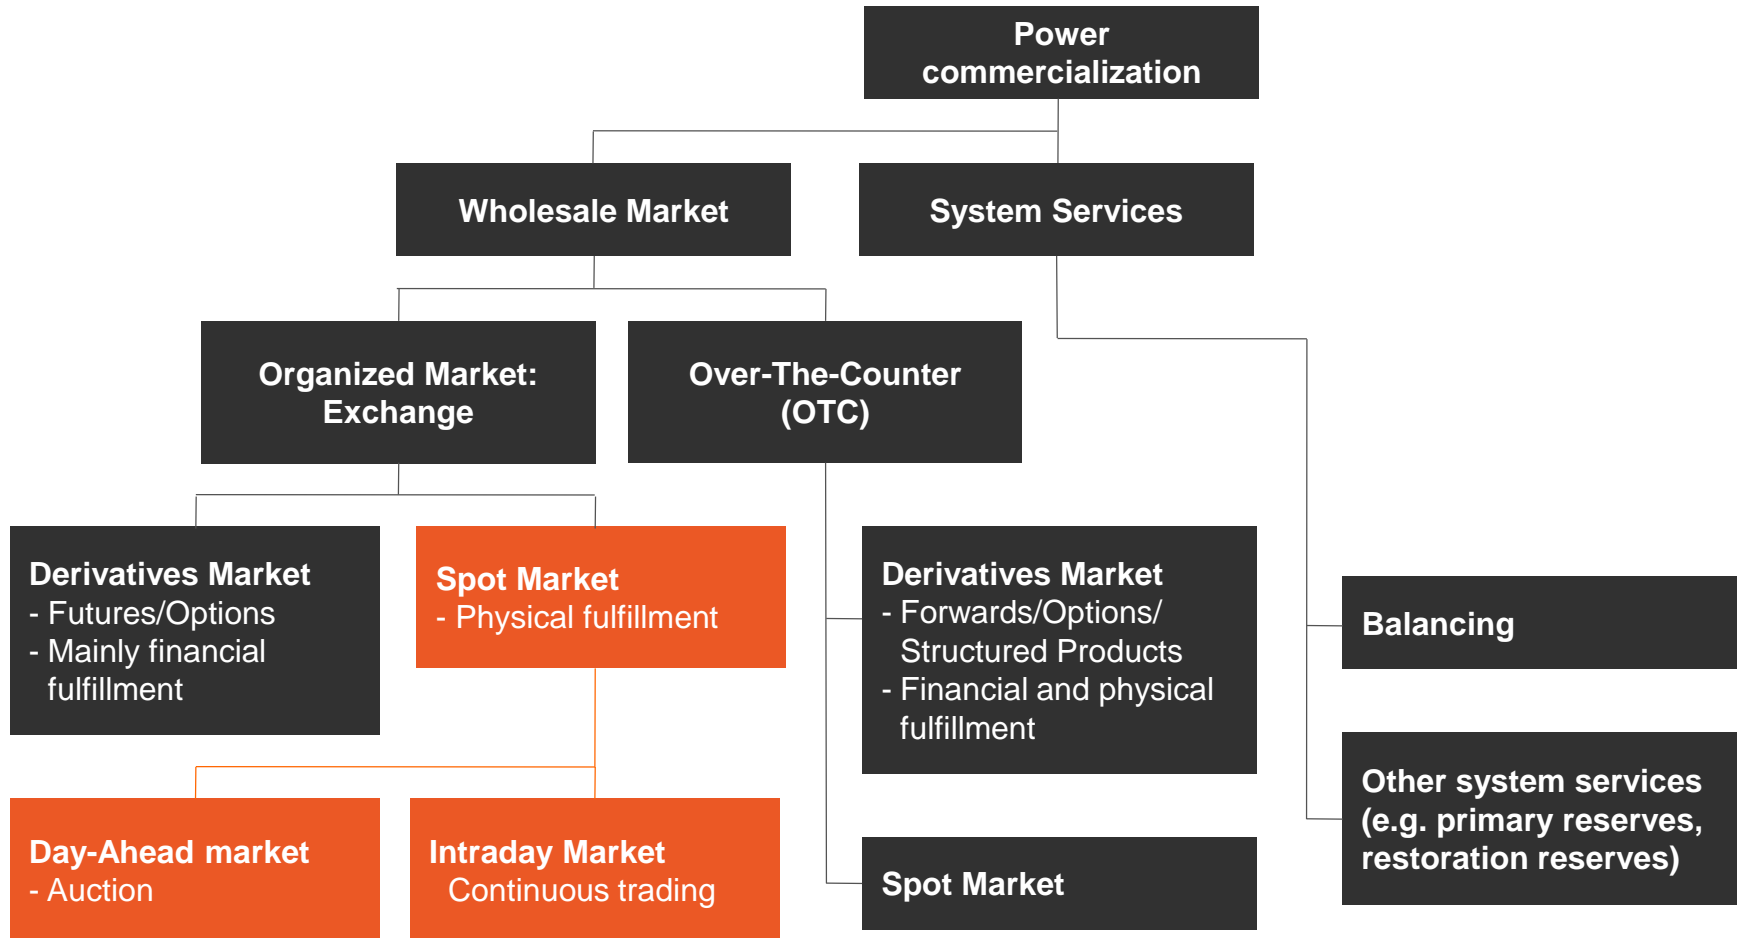 Power
commercialization
Wholesale Market
System Services
Organized Market:
Exchange
Over-The-Counter
(OTC)
Derivatives Market
- Futures/Options
- Mainly financial
fulfillment
Spot Market
- Physical fulfillment
Derivatives Market
- Forwards/Options/
Structured Products
- Financial and physical
fulfillment
Balancing
Other system services
(e.g. primary reserves,
restoration reserves)
Day-Ahead market
- Auction
Intraday Market
Continuous trading
Spot Market